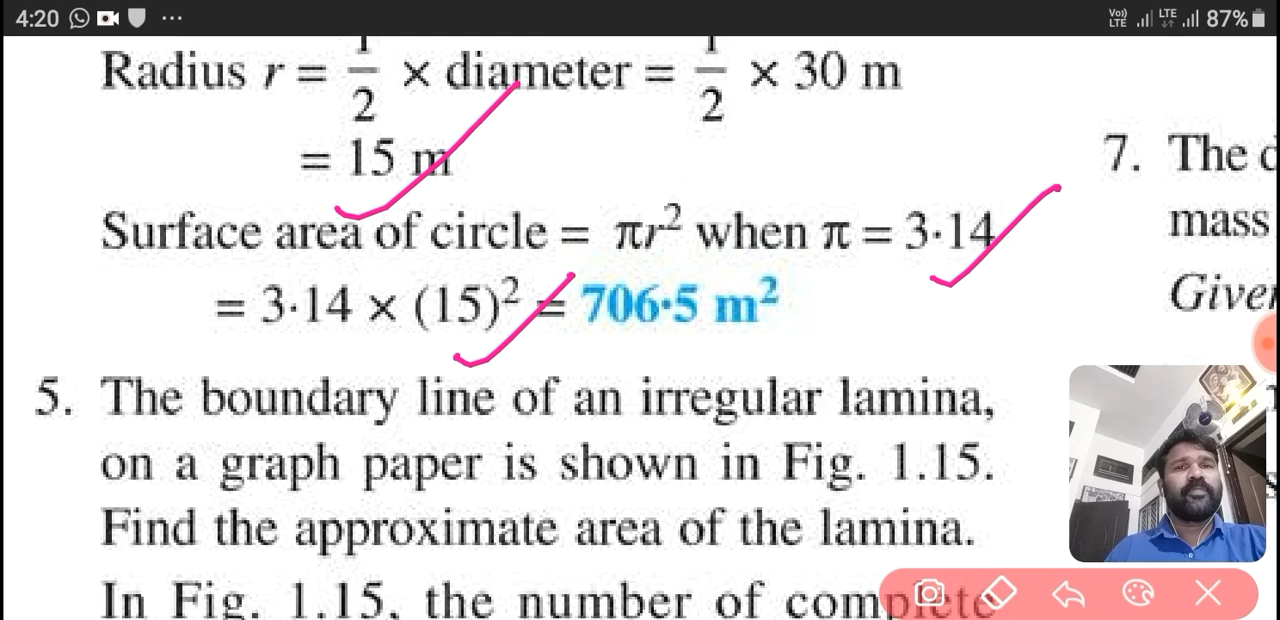 4:20 ... Vo)) LTE LTE 87%
Radius r = 1/2 × diameter = 1/2 × 30 m
= 15 m
Surface area of circle = πr² when π = 3·14
= 3·14 × (15)² = 706·5 m²
5. The boundary line of an irregular lamina,
on a graph paper is shown in Fig. 1.15.
Find the approximate area of the lamina.
In Fig. 1.15, the number of complete
7. The
mass